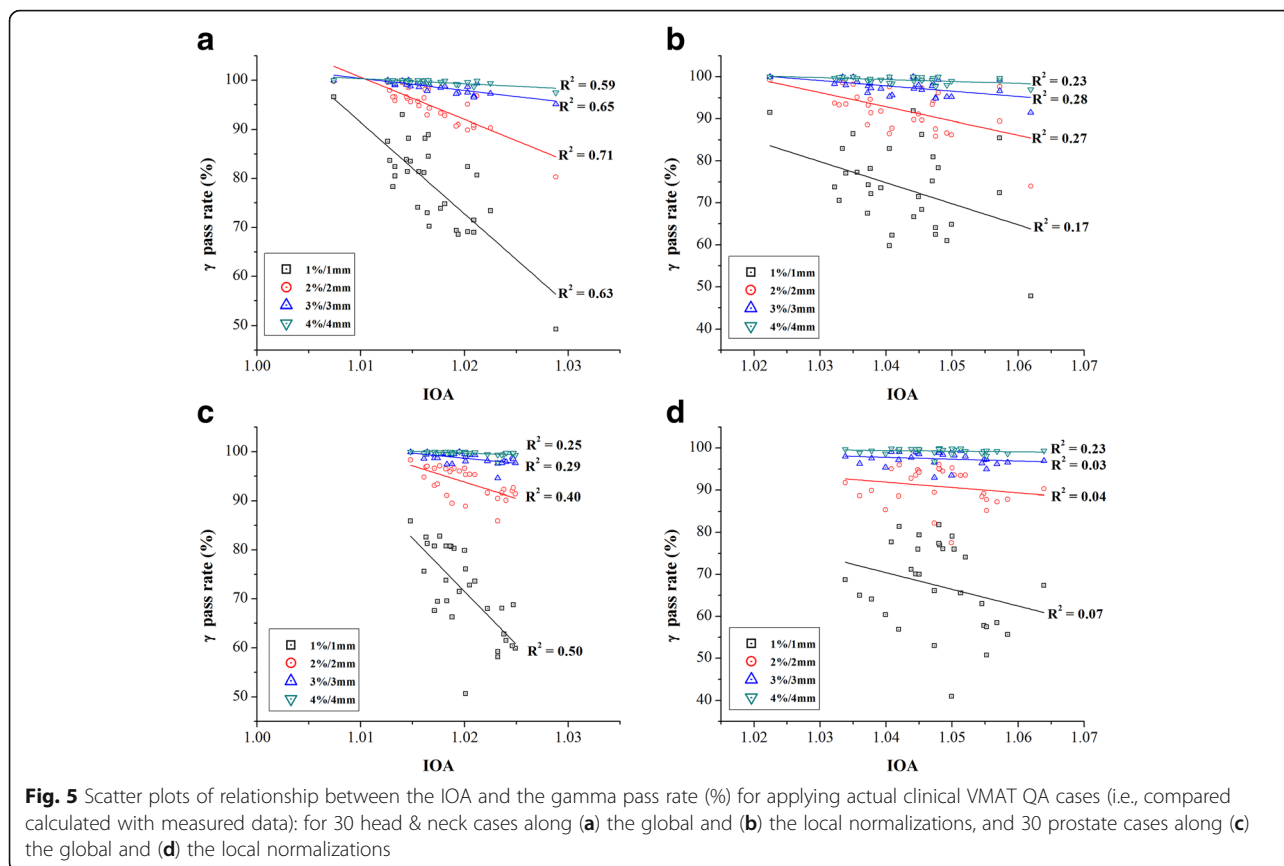 a
100
90
80
70
60
50
γ pass rate (%)
R² = 0.59
R² = 0.65
R² = 0.71
R² = 0.63
1%/1mm
2%/2mm
3%/3mm
4%/4mm
1.00
1.01
1.02
1.03
IOA
b
100
90
80
70
60
50
40
γ pass rate (%)
R² = 0.23
R² = 0.28
R² = 0.27
R² = 0.17
1%/1mm
2%/2mm
3%/3mm
4%/4mm
1.02
1.03
1.04
1.05
1.06
1.07
IOA
c
100
90
80
70
60
50
γ pass rate (%)
R² = 0.25
R² = 0.29
R² = 0.40
R² = 0.50
1%/1mm
2%/2mm
3%/3mm
4%/4mm
1.00
1.01
1.02
1.03
IOA
d
100
90
80
70
60
50
40
γ pass rate (%)
R² = 0.23
R² = 0.03
R² = 0.04
R² = 0.07
1%/1mm
2%/2mm
3%/3mm
4%/4mm
1.02
1.03
1.04
1.05
1.06
1.07
IOA
Fig. 5 Scatter plots of relationship between the IOA and the gamma pass rate (%) for applying actual clinical VMAT QA cases (i.e., compared
calculated with measured data): for 30 head & neck cases along (a) the global and (b) the local normalizations, and 30 prostate cases along (c)
the global and (d) the local normalizations